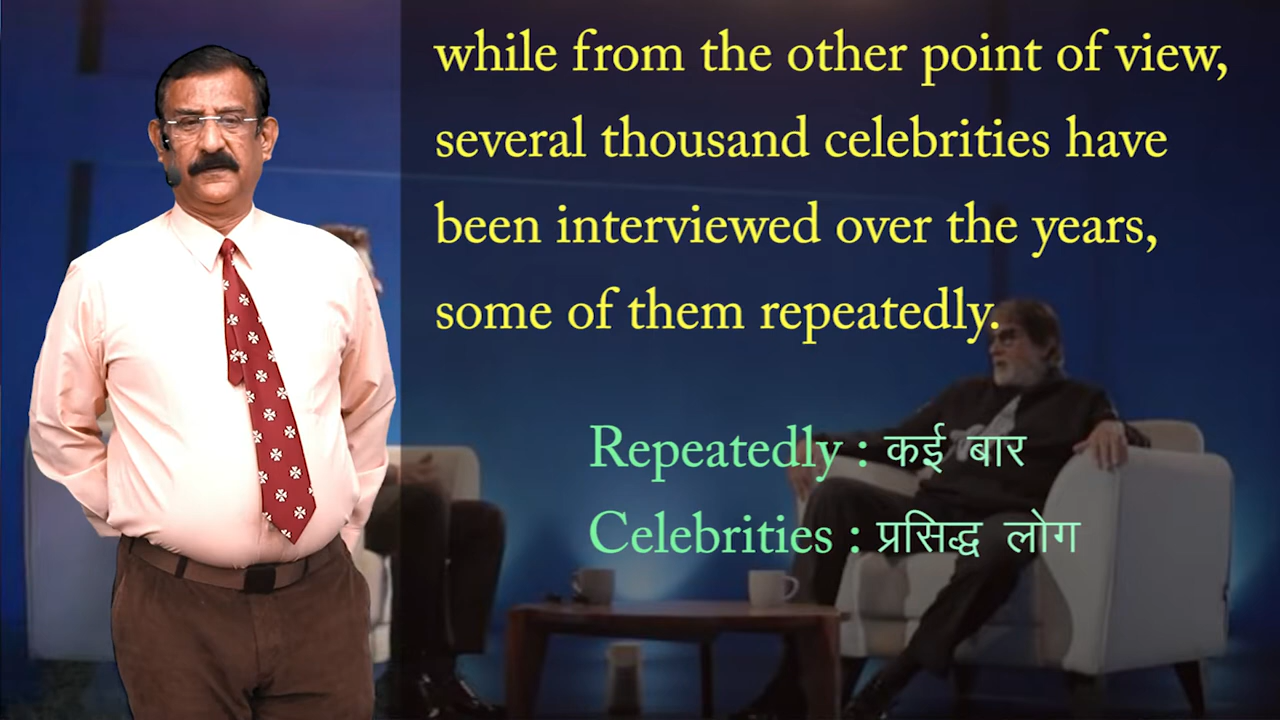 while from the other point of view,
several thousand celebrities have
been interviewed over the years,
some of them repeatedly.
Repeatedly : कई बार
Celebrities : प्रसिद्ध लोग